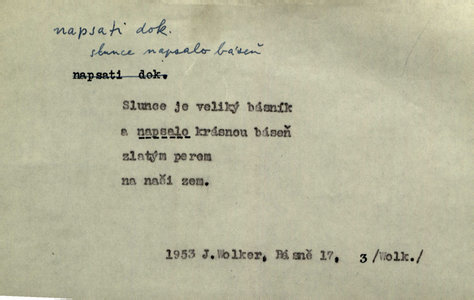 napsati dok.
slunce napsalo báseň
napsati dok.
Slunce je veliký básník
a napsalo krásnou báseň
zlatým perem
na naši zem.
1953 J.Wolker, Básně 17. 3 /Wolk./